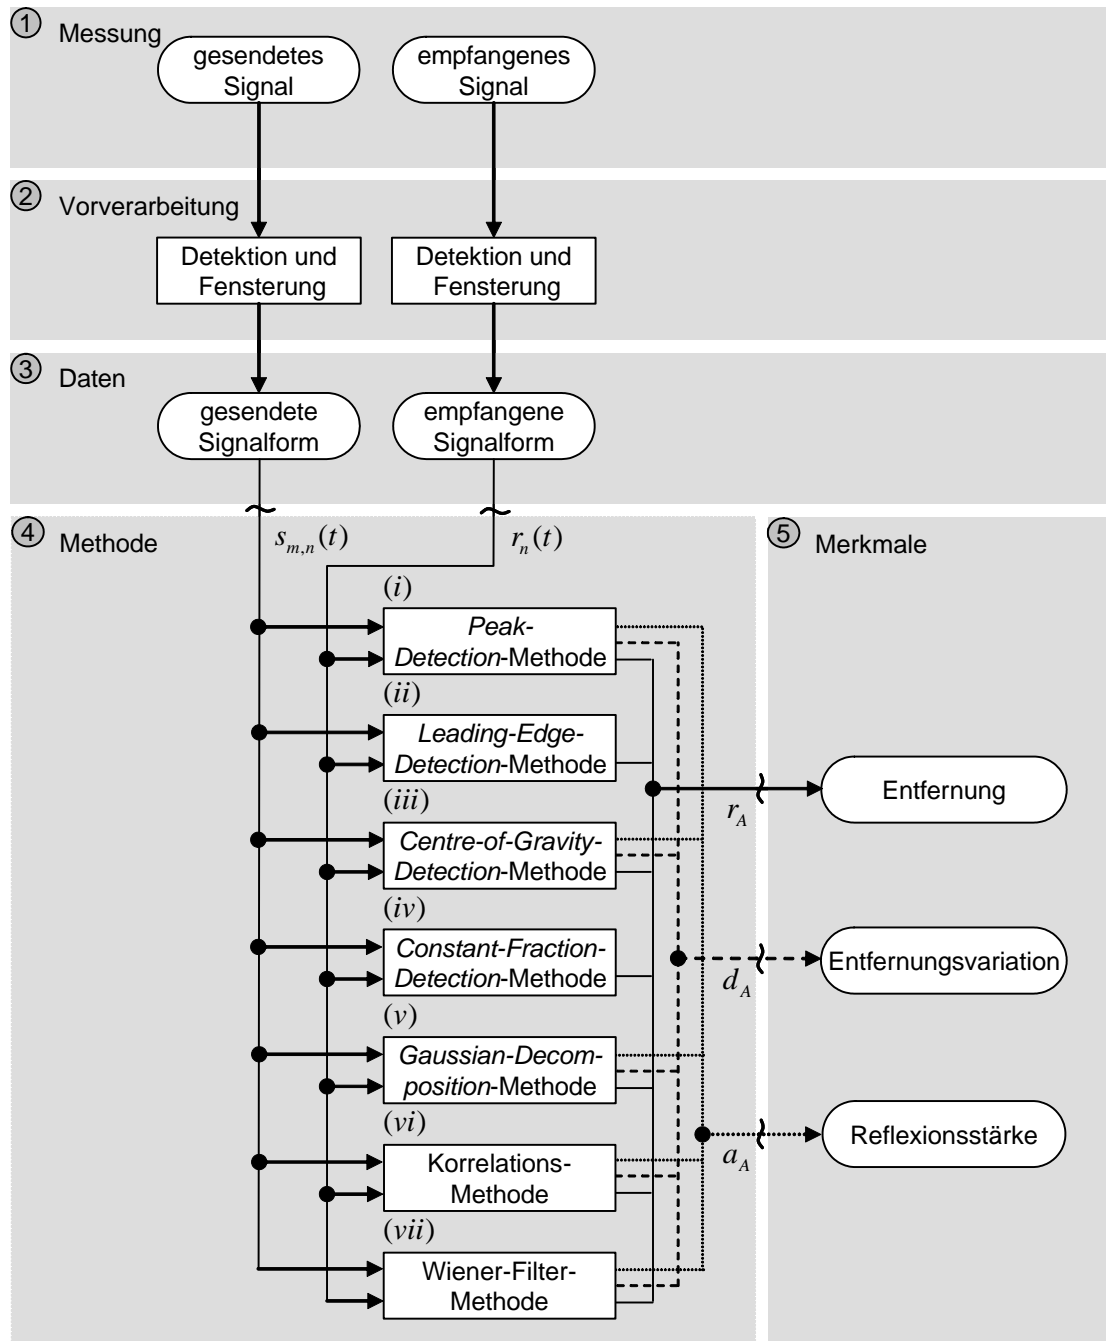 1 Messung
gesendetes
Signal
empfangenes
Signal
2 Vorverarbeitung
Detektion und
Fensterung
Detektion und
Fensterung
3 Daten
gesendete
Signalform
empfangene
Signalform
4 Methode
s_{m,n}(t)
r_n(t)
5 Merkmale
(i)
Peak-
Detection-Methode
(ii)
Leading-Edge-
Detection-Methode
(iii)
Centre-of-Gravity-
Detection-Methode
(iv)
Constant-Fraction-
Detection-Methode
(v)
Gaussian-Decom-
position-Methode
(vi)
Korrelations-
Methode
(vii)
Wiener-Filter-
Methode
r_A
Entfernung
d_A
Entfernungsvariation
a_A
Reflexionsstärke